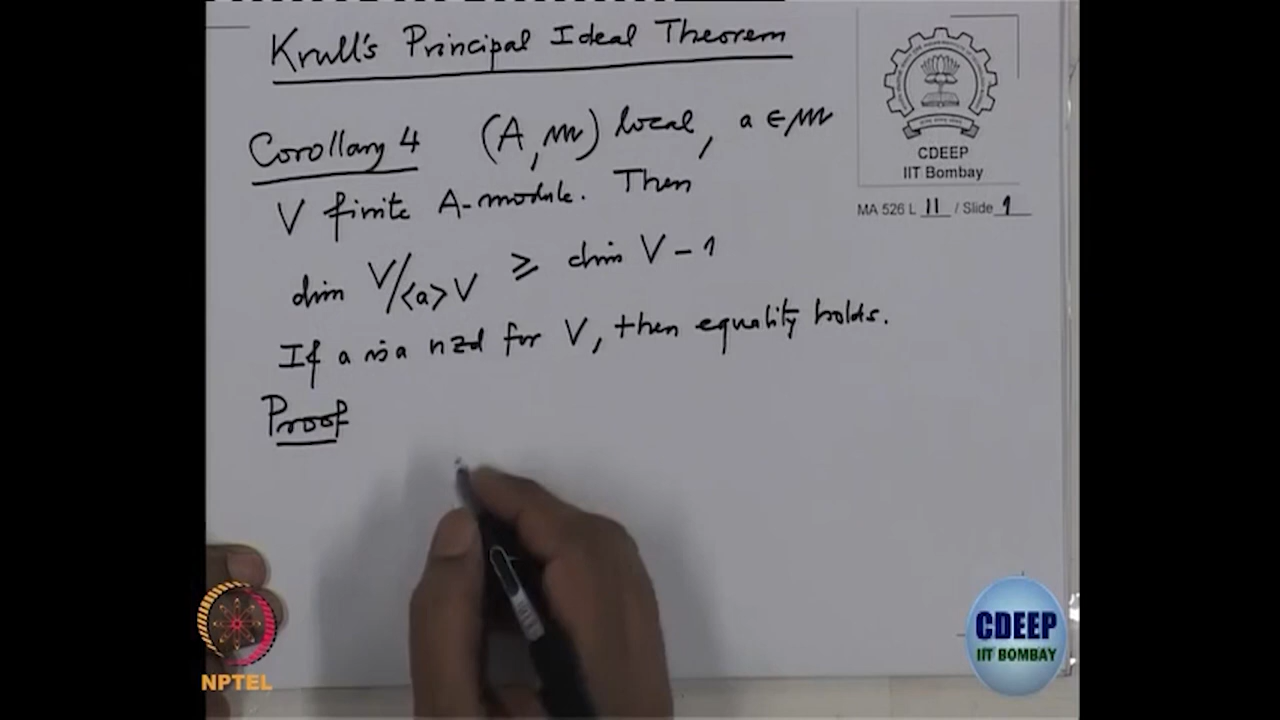 Krull's Principal Ideal Theorem
Corollary 4 (A, m) local, a ∈ m
V finite A-module. Then
dim V/<a>V ≥ dim V - 1
If a is a nzd for V, then equality holds.
Proof
CDEEP
IIT Bombay
MA 526 L 11 / Slide 1
NPTEL
CDEEP
IIT BOMBAY